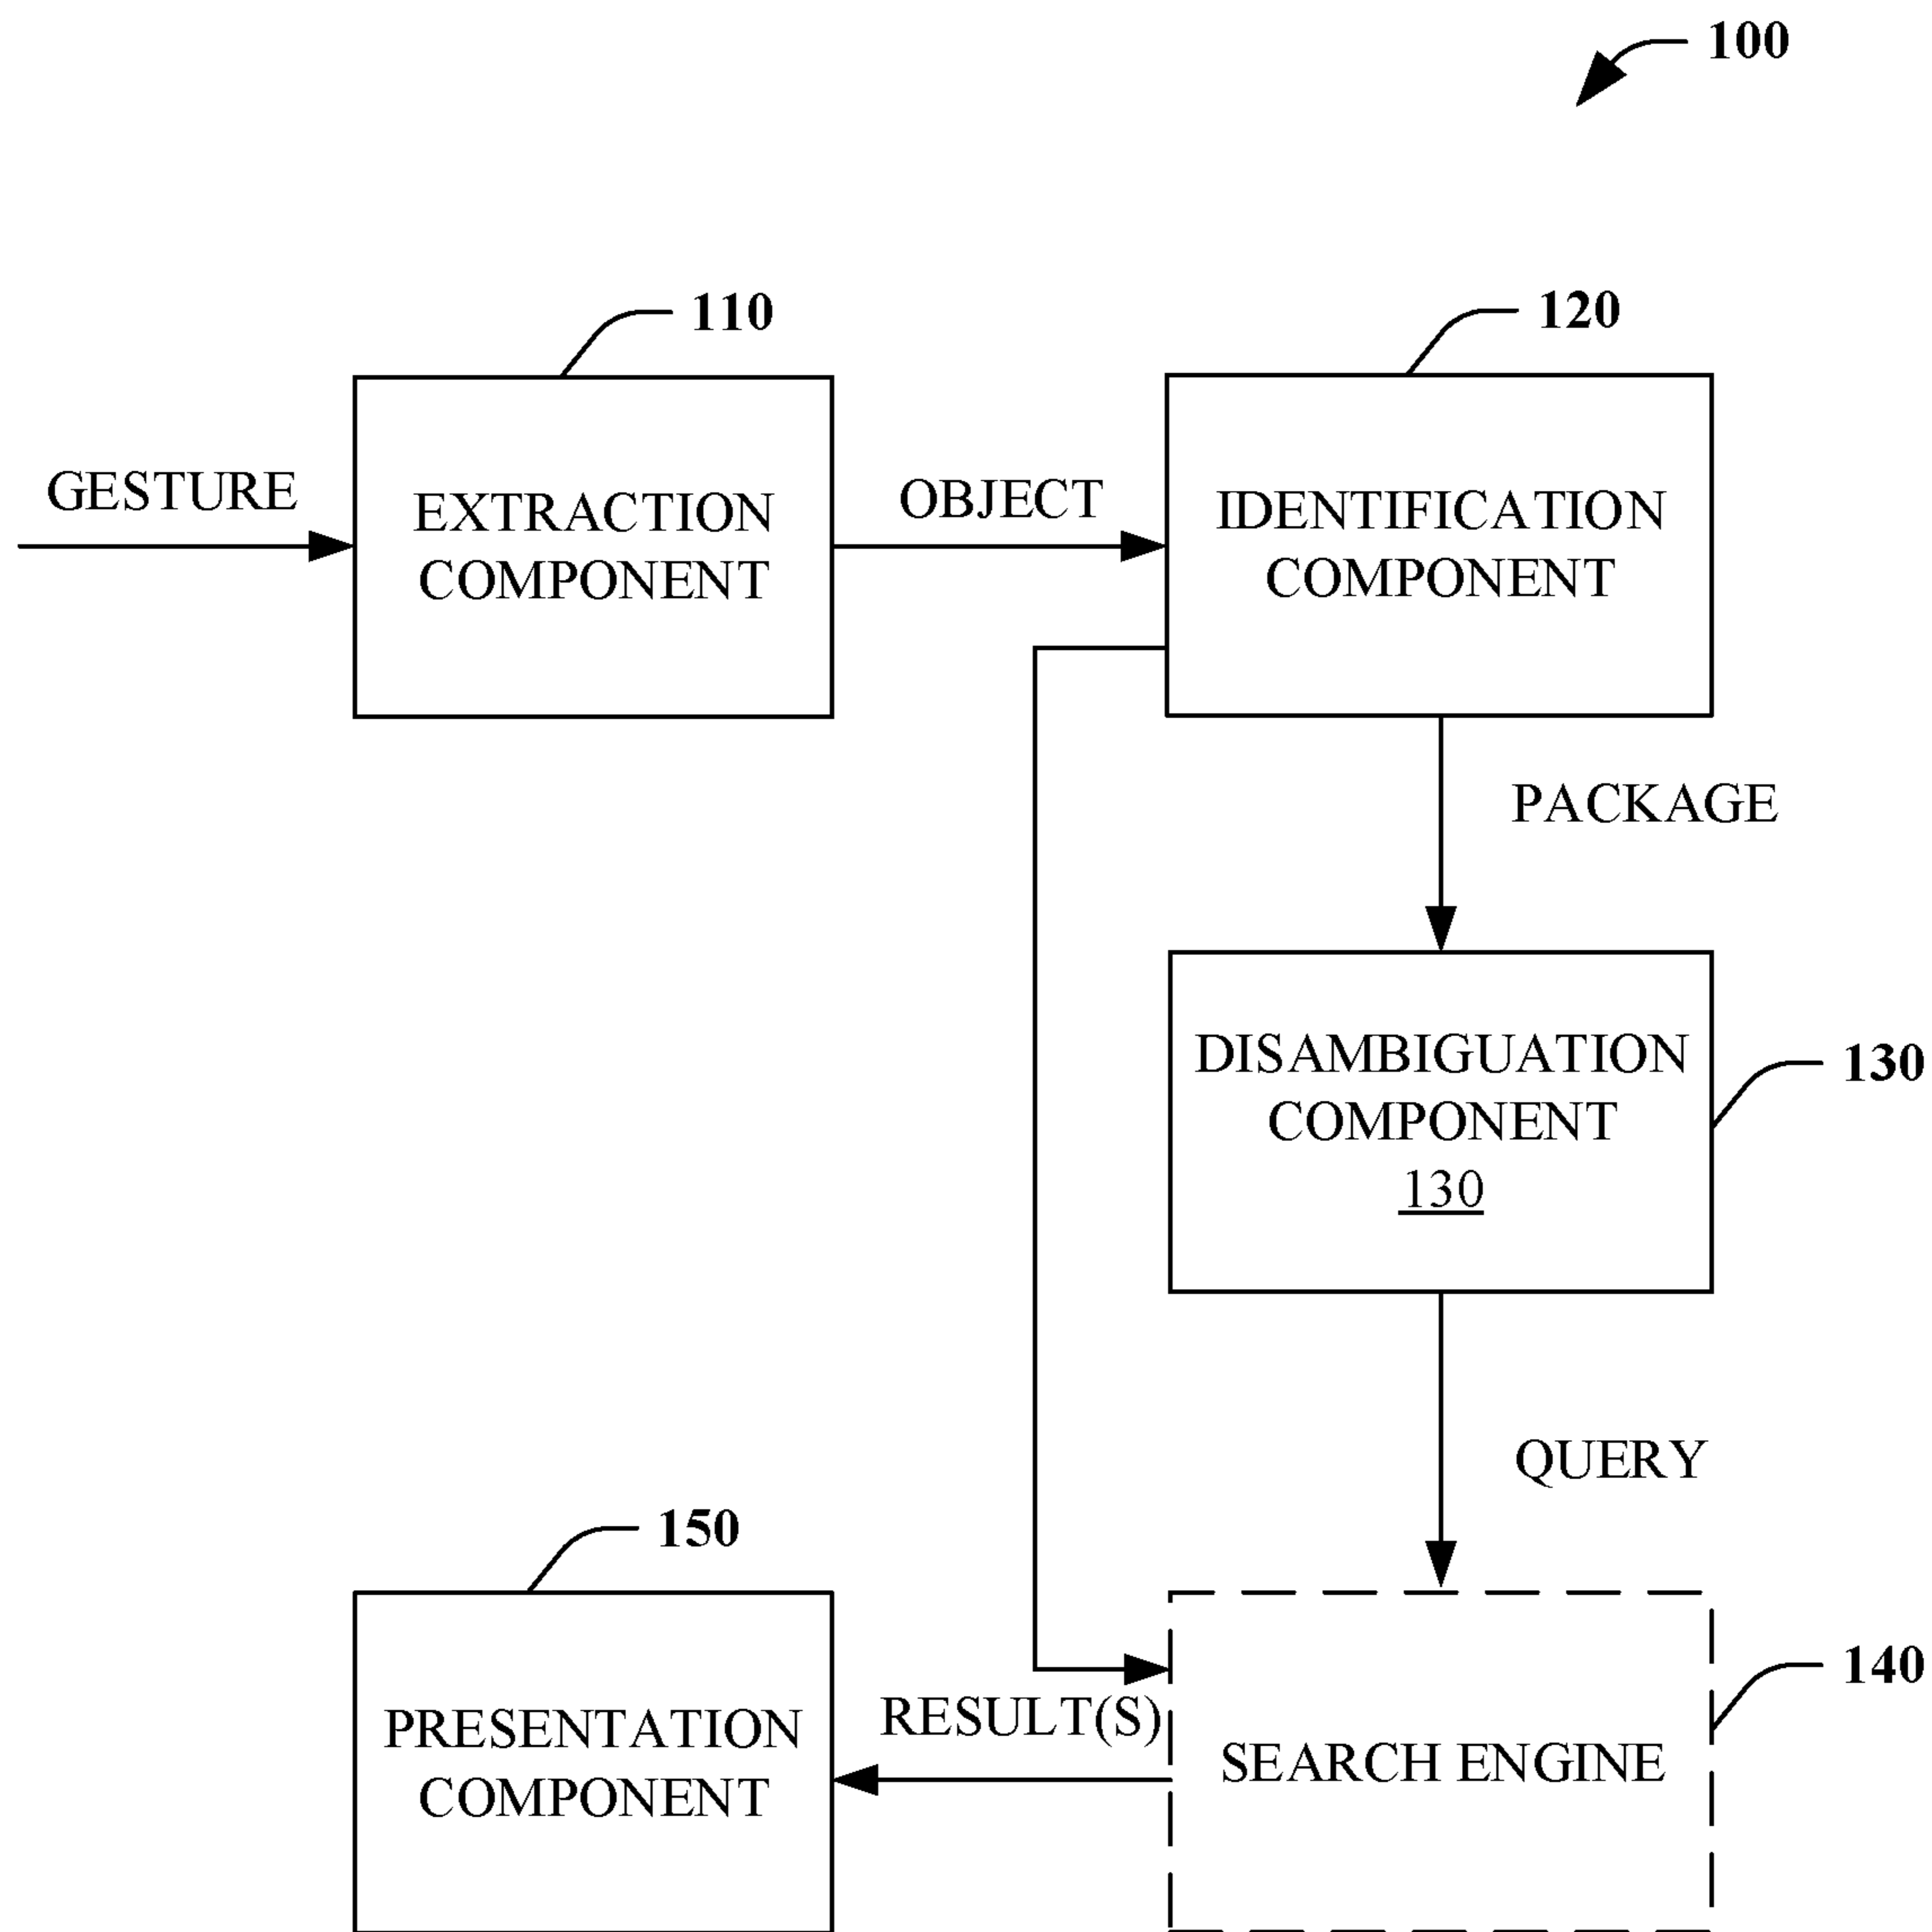 100
110
120
GESTURE
EXTRACTION
COMPONENT
OBJECT
IDENTIFICATION
COMPONENT
PACKAGE
DISAMBIGUATION
COMPONENT
130
130
QUERY
150
140
RESULT(S)
PRESENTATION
COMPONENT
SEARCH ENGINE